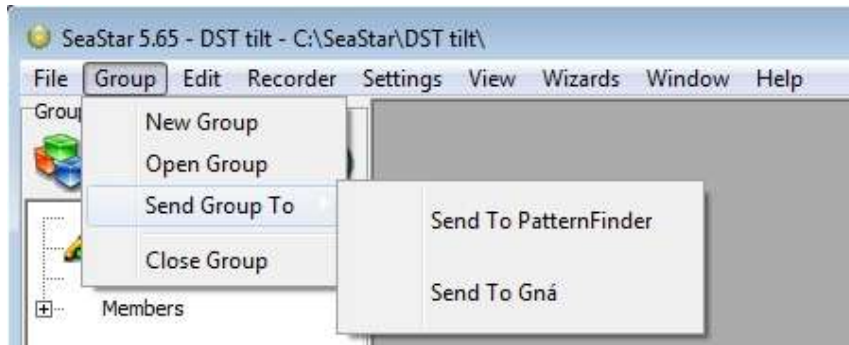 SeaStar 5.65 - DST tilt - C:\SeaStar\DST tilt\
File Group Edit Recorder Settings View Wizards Window Help
New Group
Open Group
Send Group To
Send To PatternFinder
Close Group
Send To Gná
Members